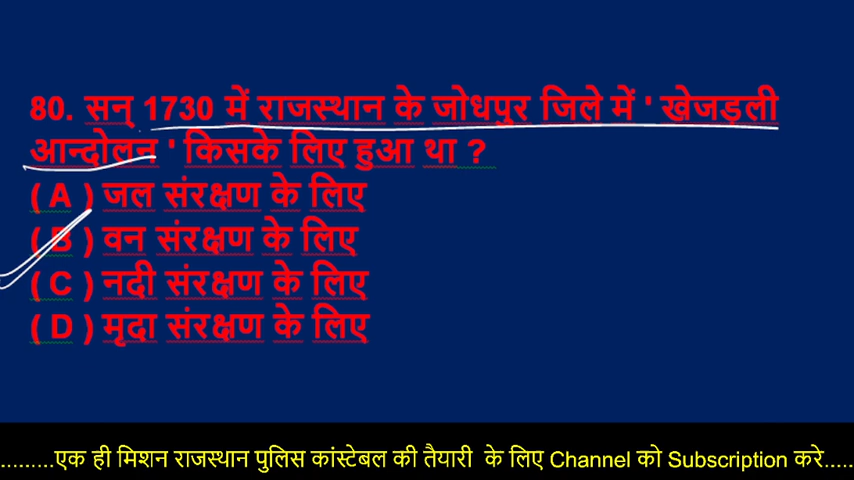 80. सन् 1730 में राजस्थान के जोधपुर जिले में ' खेजड़ली
आन्दोलन ' किसके लिए हुआ था ?
( A ) जल संरक्षण के लिए
( B ) वन संरक्षण के लिए
( C ) नदी संरक्षण के लिए
( D ) मृदा संरक्षण के लिए
.........एक ही मिशन राजस्थान पुलिस कांस्टेबल की तैयारी के लिए Channel को Subscription करे.....